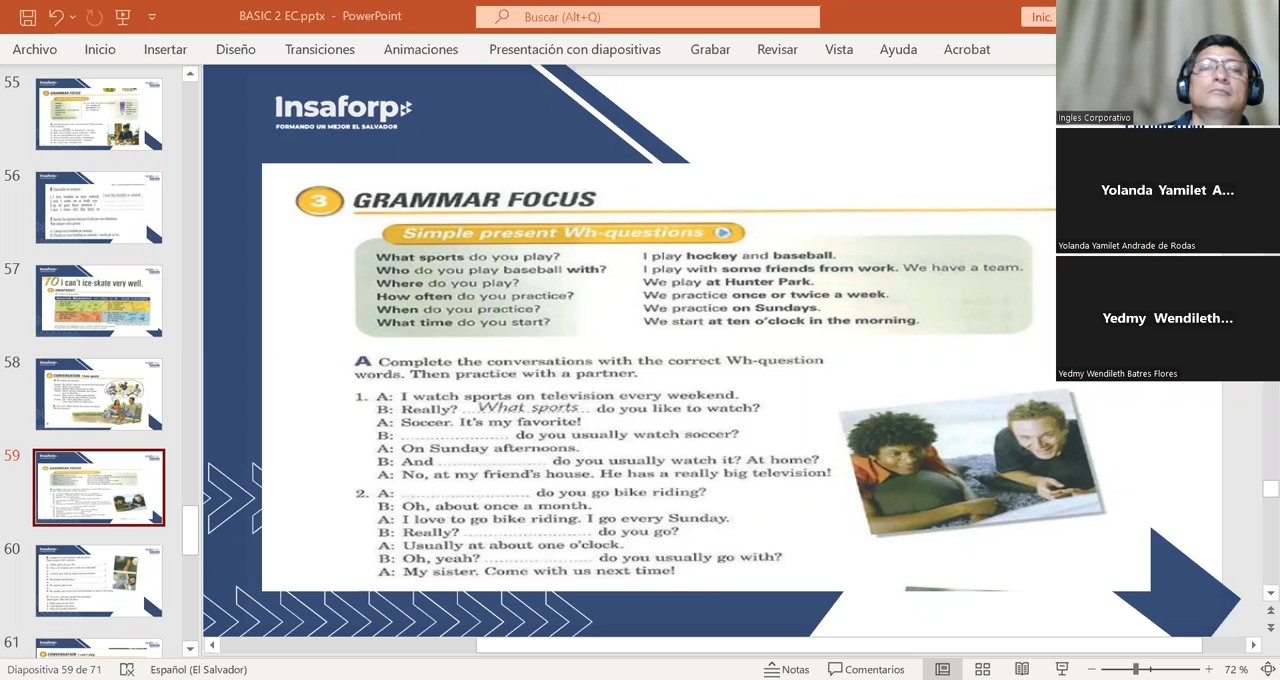 BASIC 2 EC.pptx - PowerPoint
Buscar (Alt+Q)
Inic.
Archivo Inicio Insertar Diseño Transiciones Animaciones Presentación con diapositivas Grabar Revisar Vista Ayuda Acrobat
Ingles Corporativo
Yolanda Yamilet A...
Yolanda Yamilet Andrade de Rodas
Yedmy Wendileth...
Yedmy Wendileth Batres Flores
55
56
57
10 I can't ice-skate very well.
58
59
60
61
Insaforp
FORMANDO UN MEJOR EL SALVADOR
3 GRAMMAR FOCUS
Simple present Wh-questions
What sports do you play? I play hockey and baseball.
Who do you play baseball with? I play with some friends from work. We have a team.
Where do you play? We play at Hunter Park.
How often do you practice? We practice once or twice a week.
When do you practice? We practice on Sundays.
What time do you start? We start at ten o'clock in the morning.
A Complete the conversations with the correct Wh-question
words. Then practice with a partner.
1. A: I watch sports on television every weekend.
B: Really? What sports do you like to watch?
A: Soccer. It's my favorite!
B: .................... do you usually watch soccer?
A: On Sunday afternoons.
B: And .................... do you usually watch it? At home?
A: No, at my friend's house. He has a really big television!
2. A: .................... do you go bike riding?
B: Oh, about once a month.
A: I love to go bike riding. I go every Sunday.
B: Really? .................... do you go?
A: Usually at about one o'clock.
B: Oh, yeah? .................... do you usually go with?
A: My sister. Come with us next time!
Diapositiva 59 de 71 Español (El Salvador) Notas Comentarios 72 %